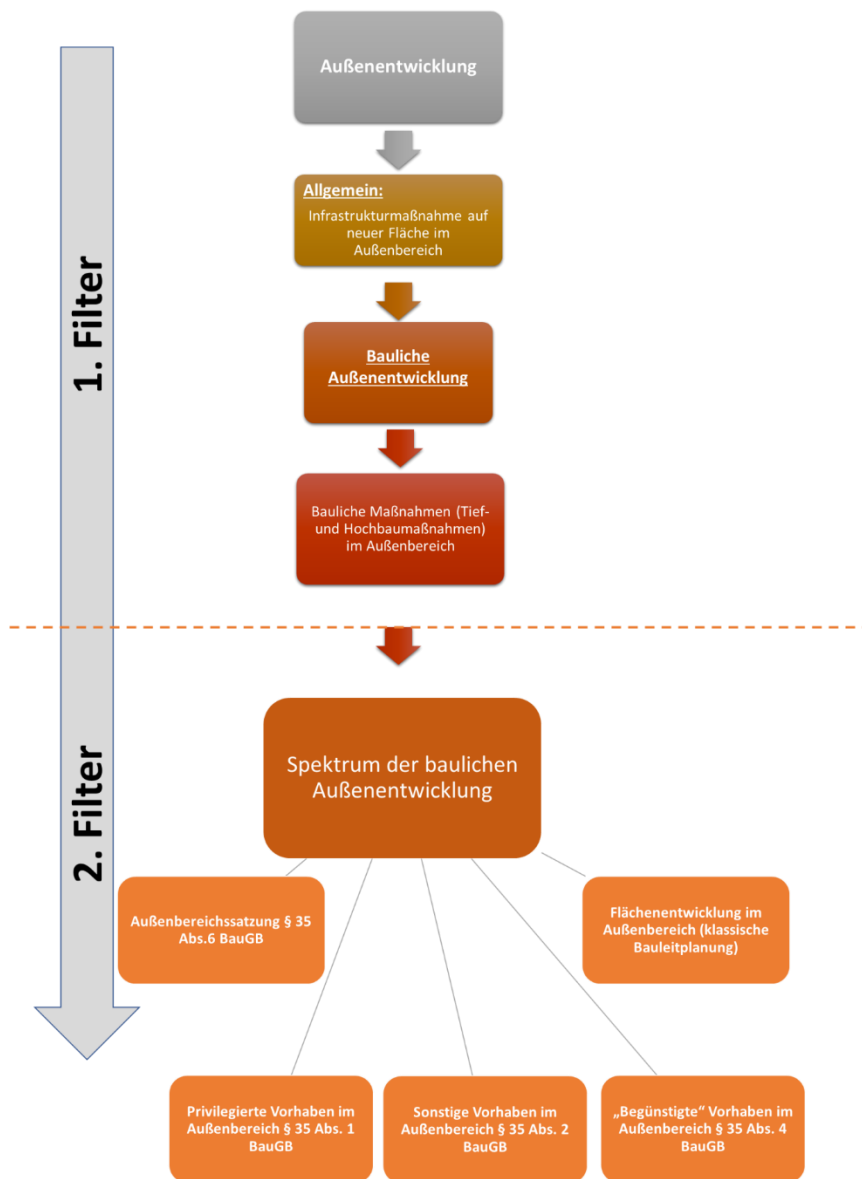 Außenentwicklung
Allgemein:
Infrastrukturmaßnahme auf
neuer Fläche im
Außenbereich
1. Filter
Bauliche
Außenentwicklung
Bauliche Maßnahmen (Tief-
und Hochbaumaßnahmen)
im Außenbereich
2. Filter
Spektrum der baulichen
Außenentwicklung
Außenbereichssatzung § 35
Abs.6 BauGB
Flächenentwicklung im
Außenbereich (klassische
Bauleitplanung)
Privilegierte Vorhaben im
Außenbereich § 35 Abs. 1
BauGB
Sonstige Vorhaben im
Außenbereich § 35 Abs. 2
BauGB
„Begünstigte“ Vorhaben im
Außenbereich § 35 Abs. 4
BauGB